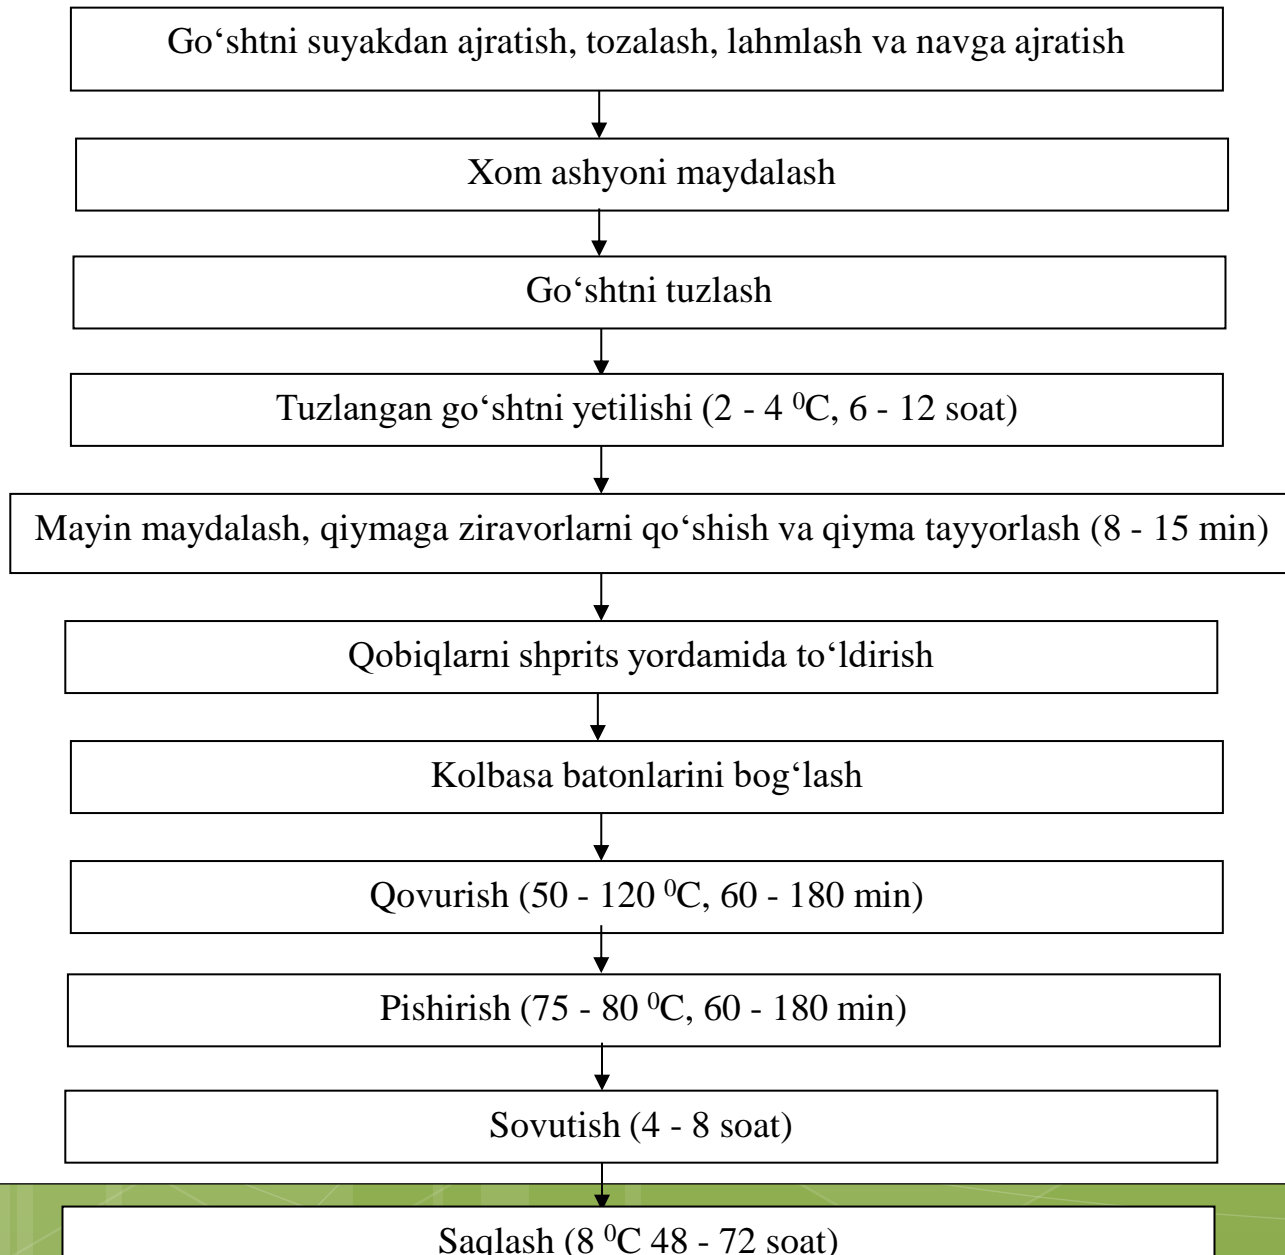 Go‘shtni suyakdan ajratish, tozalash, lahmlash va navga ajratish
Xom ashyoni maydalash
Go‘shtni tuzlash
Tuzlangan go‘shtni yetilishi (2 - 4 ⁰C, 6 - 12 soat)
Mayin maydalash, qiymaga ziravorlarni qo‘shish va qiyma tayyorlash (8 - 15 min)
Qobiqlarni shprits yordamida to‘ldirish
Kolbasa batonlarini bog‘lash
Qovurish (50 - 120 ⁰C, 60 - 180 min)
Pishirish (75 - 80 ⁰C, 60 - 180 min)
Sovutish (4 - 8 soat)
Saqlash (8 ⁰C 48 - 72 soat)